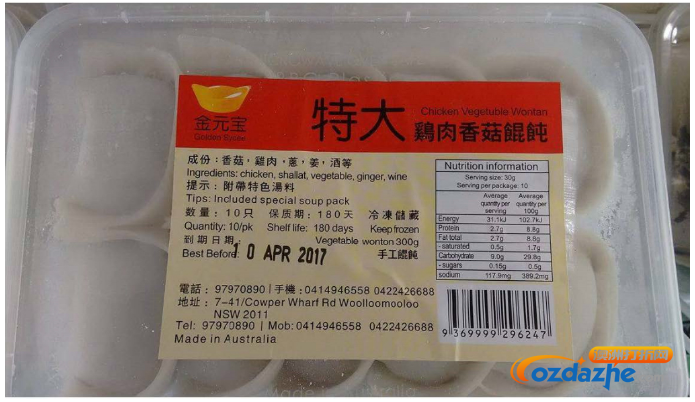 金元宝
特大
Chicken Vegetable Wontan
鷄肉香菇餛飩
成份：香菇，雞肉，蔥，姜，酒等
Ingredients: chicken, shallat, vegetable, ginger, wine
提示：附帶特色湯料
Tips: Included special soup pack
數量：10只 保质期：180天 冷凍儲藏
Quantity: 10/pk Shelf life: 180 days Keep frozen
到期日期： Vegetable wonton 300g
Best Before: 0 APR 2017 手工餛飩
Nutrition information
Serving size: 30g
Serving per package: 10
Average quantity per serving Average quantity per 100g
Energy 31.1kJ 102.7kJ
Protein 2.7g 8.8g
Fat total 2.7g 8.8g
- saturated 0.5g 1.7g
Carbohydrate 9.0g 29.8g
- sugars 0.15g 0.5g
sodium 117.9mg 389.2mg
電話：97970890 | 手機：0414946558 0422426688
地址：7-41/Cowper Wharf Rd Woolloomooloo
NSW 2011
Tel: 97970890 | Mob: 0414946558 0422426688
Made in Australia
9 369999 296247
ozdazhe